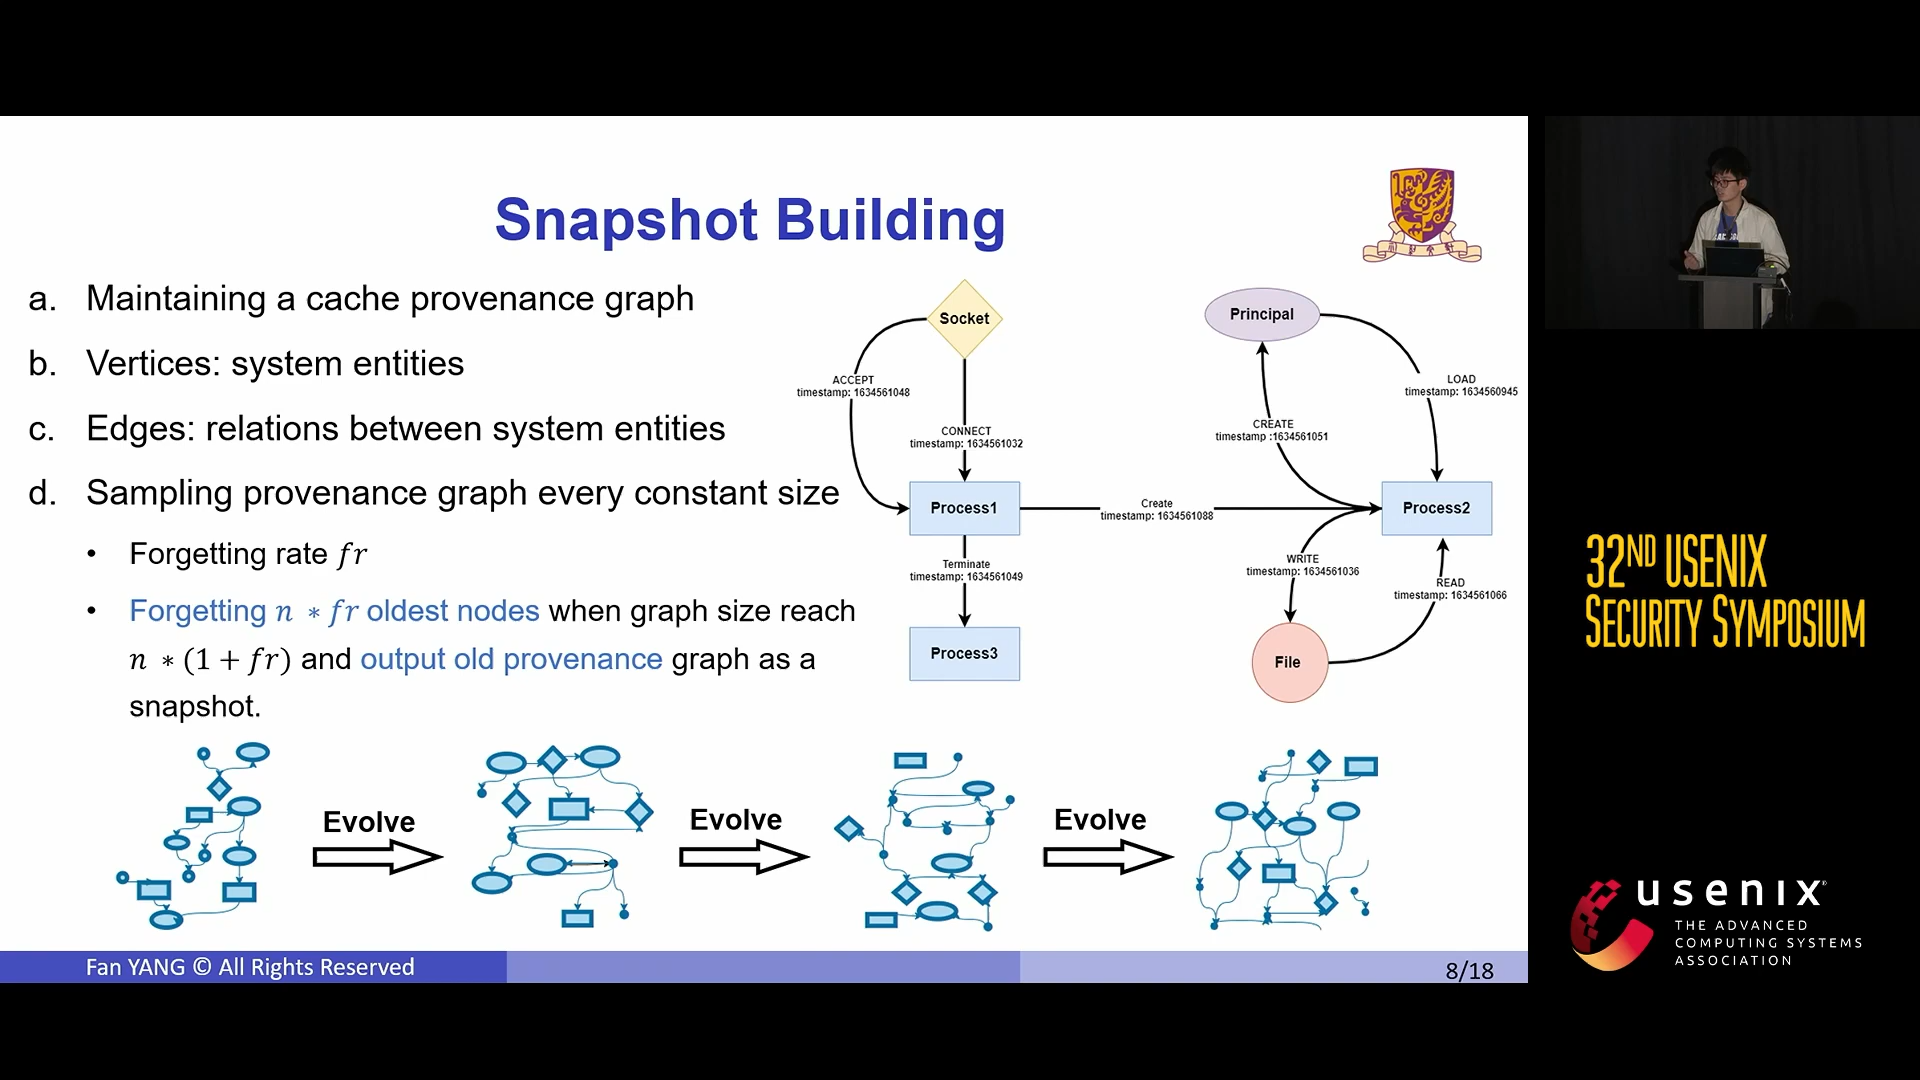 Snapshot Building
a. Maintaining a cache provenance graph
b. Vertices: system entities
c. Edges: relations between system entities
d. Sampling provenance graph every constant size
• Forgetting rate fr
• Forgetting n * fr oldest nodes when graph size reach
n * (1 + fr) and output old provenance graph as a
snapshot.
Socket
ACCEPT
timestamp: 1634561048
CONNECT
timestamp: 1634561032
Process1
Terminate
timestamp: 1634561049
Process3
Create
timestamp: 1634561088
Principal
LOAD
timestamp: 1634560945
CREATE
timestamp :1634561051
Process2
WRITE
timestamp: 1634561036
READ
timestamp: 1634561066
File
Evolve
Evolve
Evolve
Fan YANG © All Rights Reserved
8/18
32ND USENIX
SECURITY SYMPOSIUM
usenix®
THE ADVANCED
COMPUTING SYSTEMS
ASSOCIATION